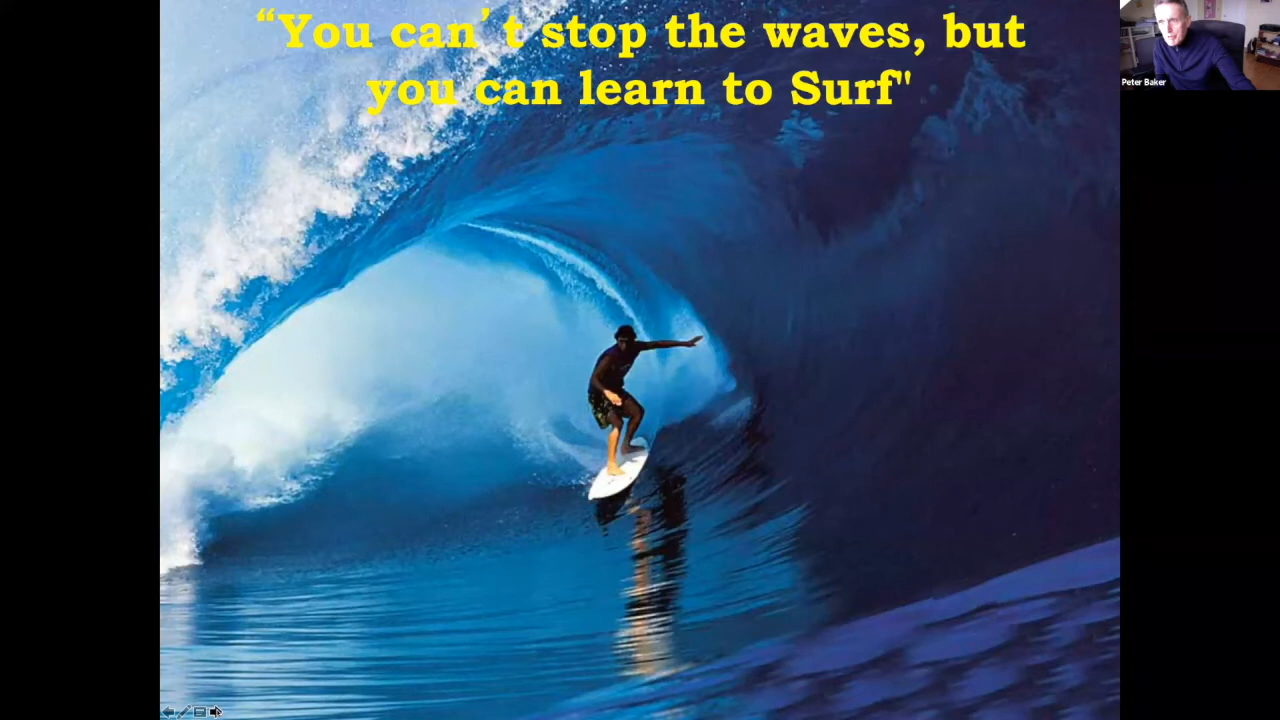 “You can’t stop the waves, but
you can learn to Surf"
Peter Baker